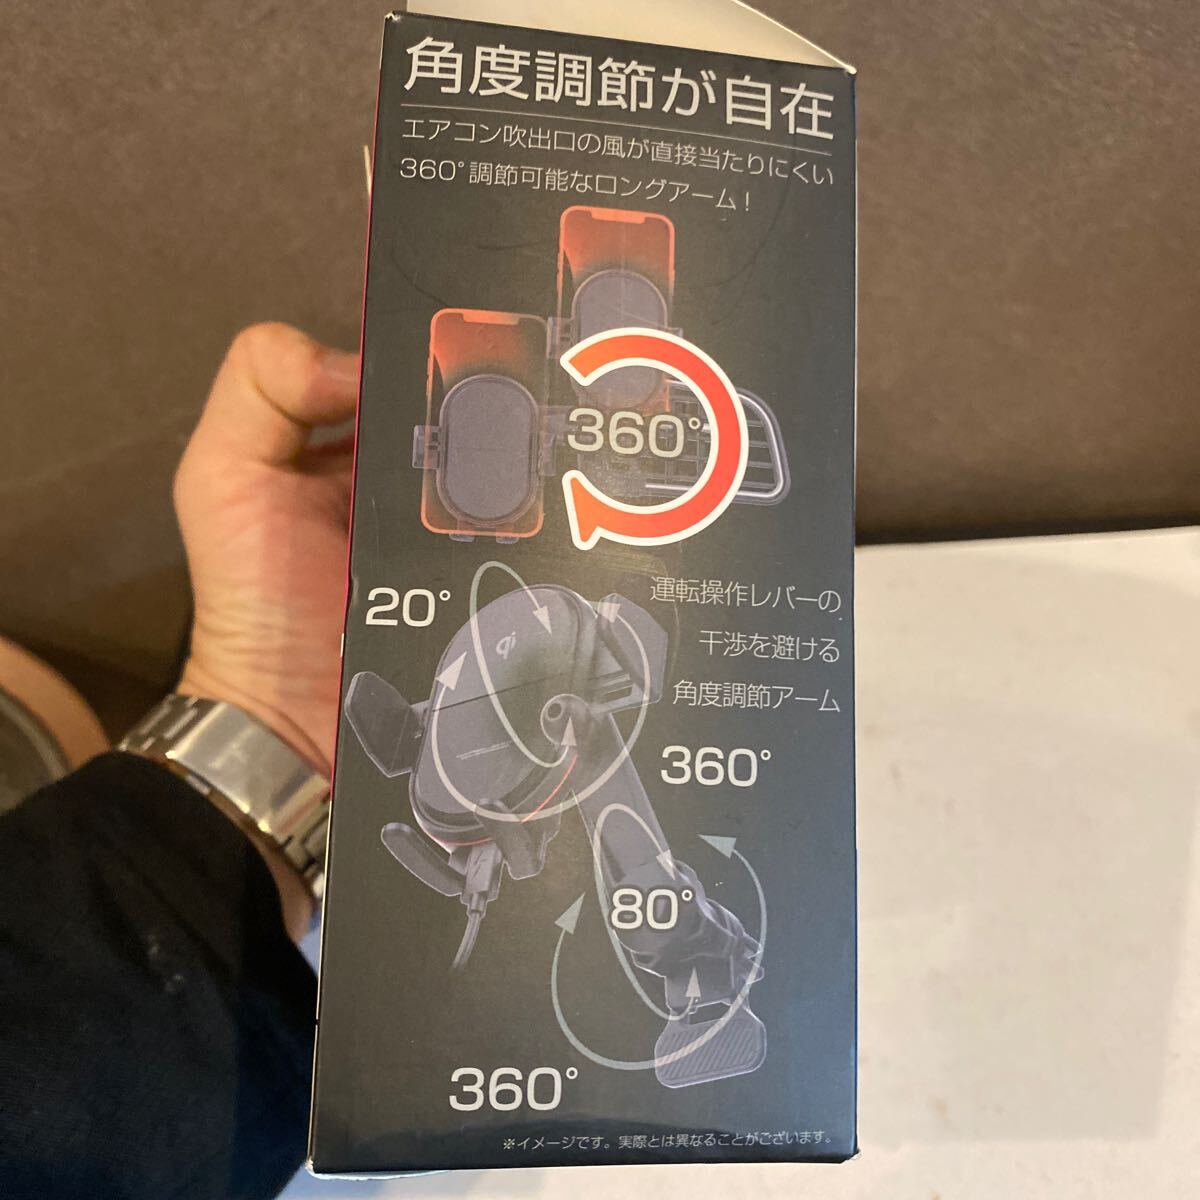 角度調節が自在
エアコン吹出口の風が直接当たりにくい
360°調節可能なロングアーム！
360°
20°
qi
運転操作レバーの
干渉を避ける
角度調節アーム
360°
80°
360°
※イメージです。実際とは異なることがございます。